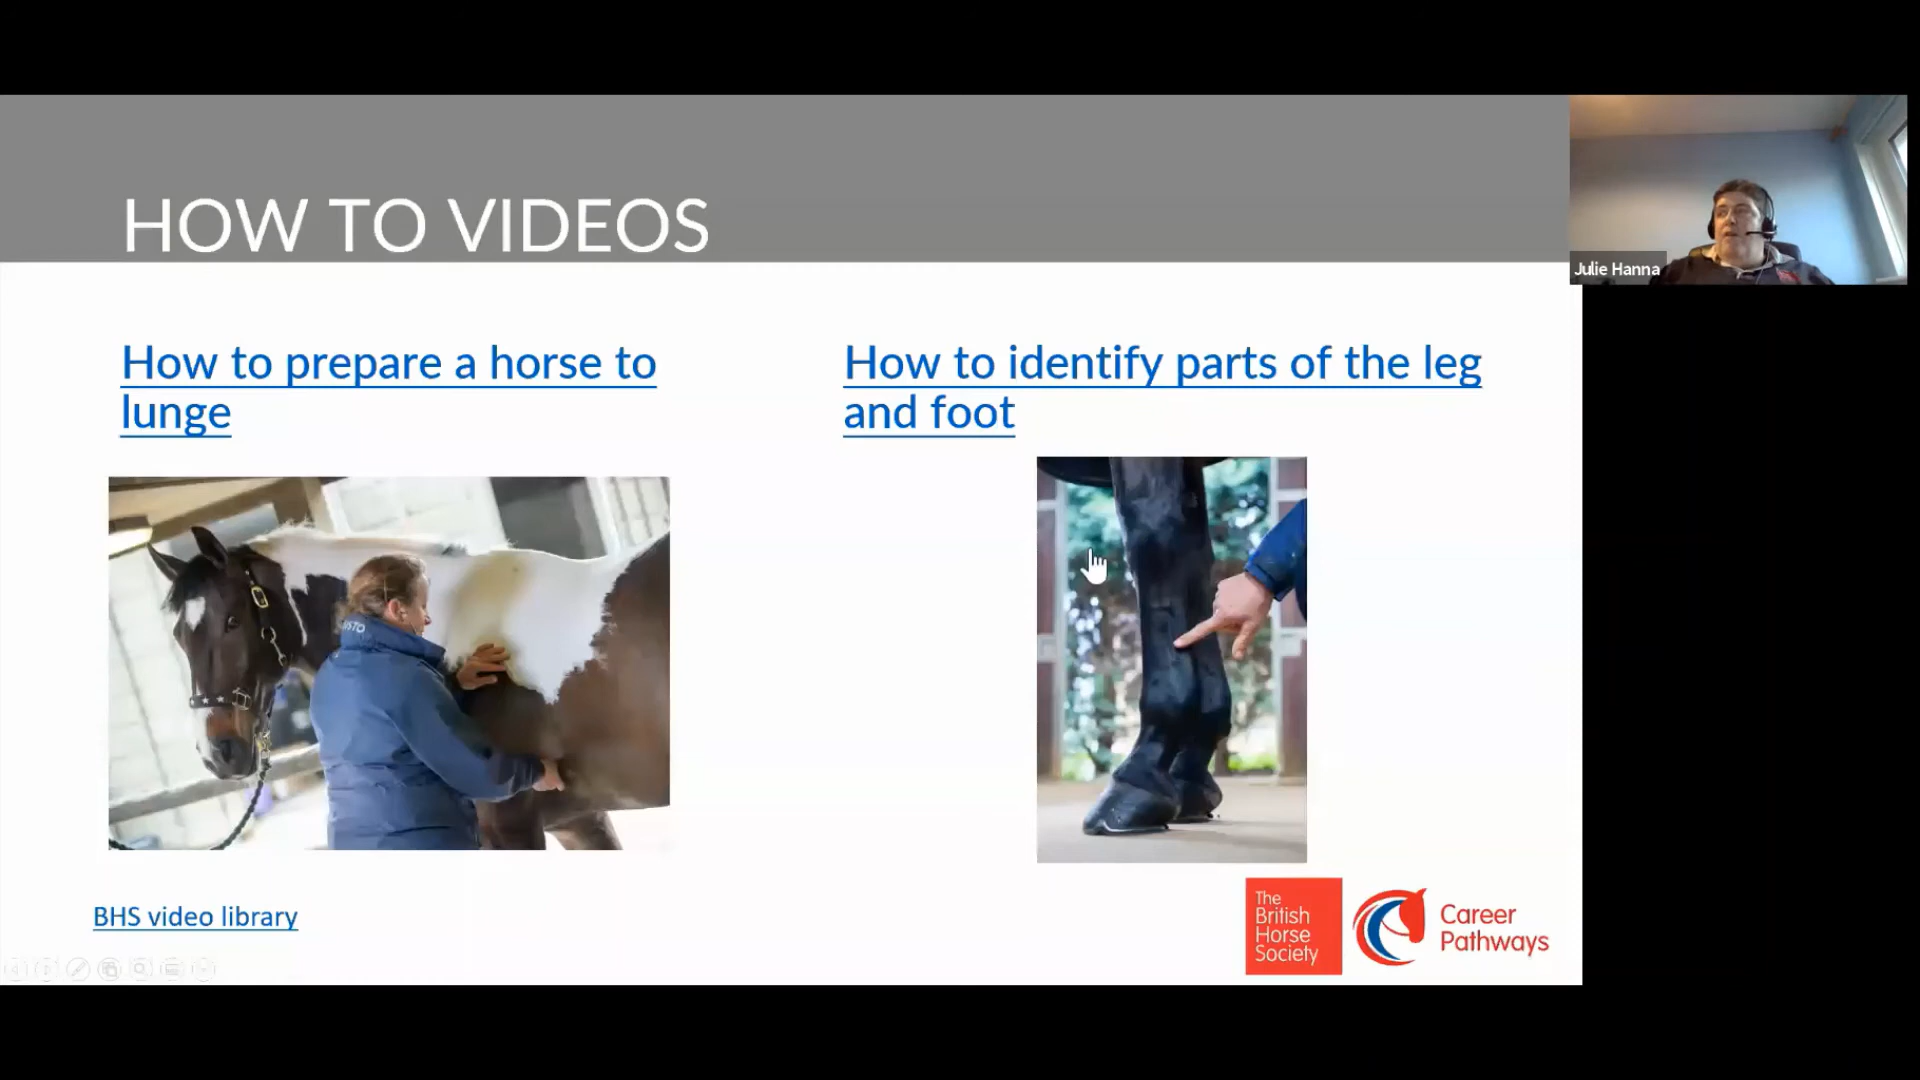 HOW TO VIDEOS
Julie Hanna
How to prepare a horse to
lunge
How to identify parts of the leg
and foot
BHS video library
The
British
Horse
Society
Career
Pathways